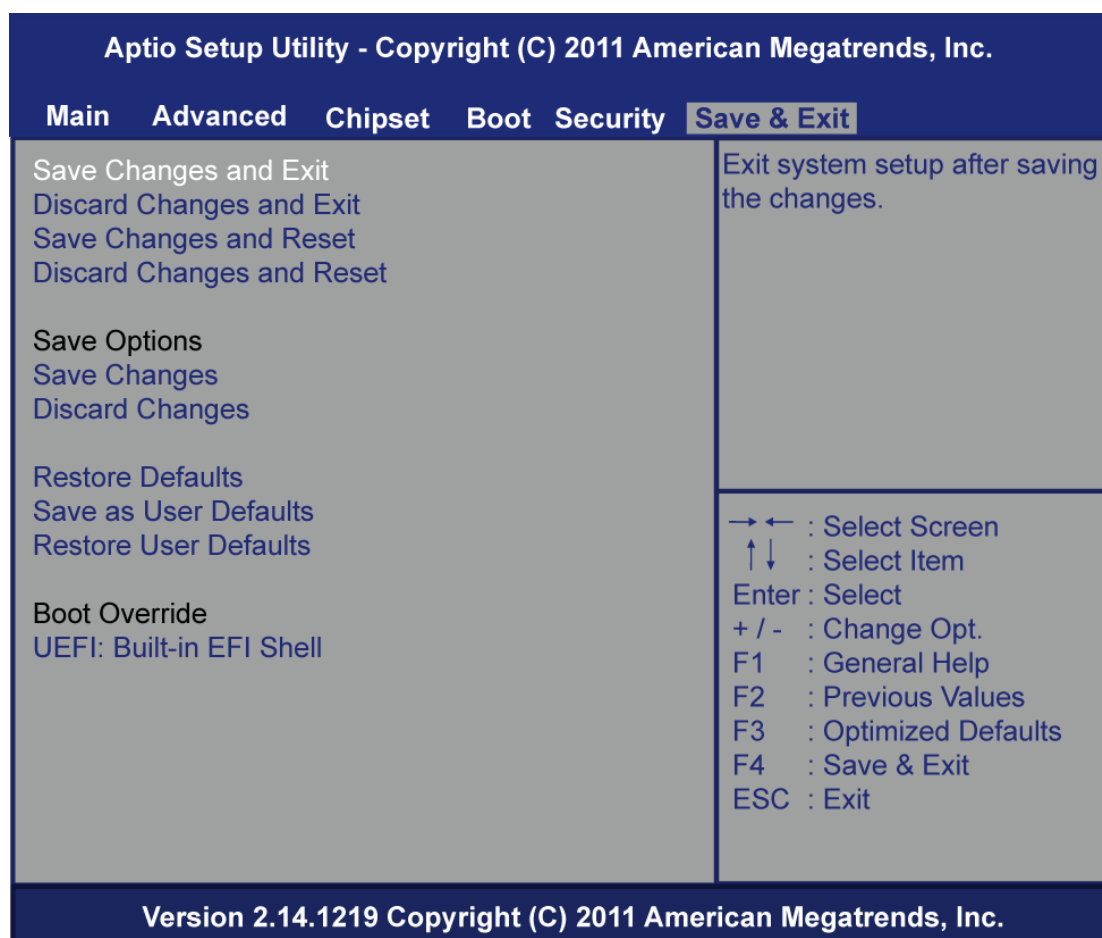 Aptio Setup Utility - Copyright (C) 2011 American Megatrends, Inc.
Main Advanced Chipset Boot Security Save & Exit
Save Changes and Exit
Discard Changes and Exit
Save Changes and Reset
Discard Changes and Reset
Save Options
Save Changes
Discard Changes
Restore Defaults
Save as User Defaults
Restore User Defaults
Boot Override
UEFI: Built-in EFI Shell
Exit system setup after saving
the changes.
→ ← : Select Screen
↑↓ : Select Item
Enter : Select
+ / - : Change Opt.
F1 : General Help
F2 : Previous Values
F3 : Optimized Defaults
F4 : Save & Exit
ESC : Exit
Version 2.14.1219 Copyright (C) 2011 American Megatrends, Inc.